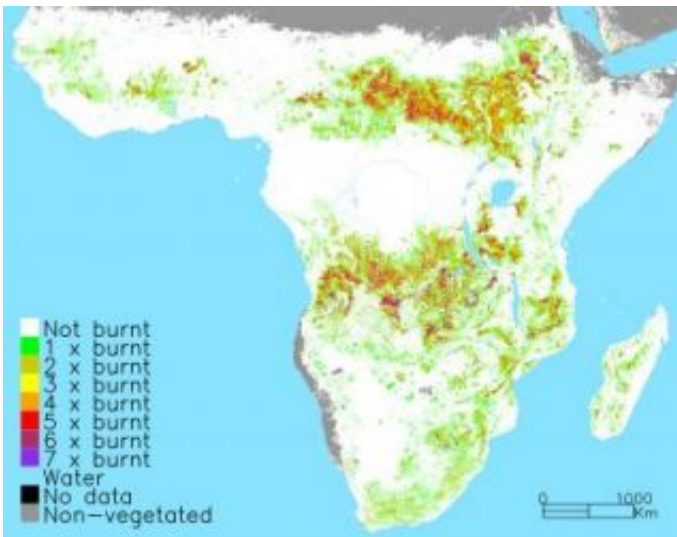 Not burnt
1 x burnt
2 x burnt
3 x burnt
4 x burnt
5 x burnt
6 x burnt
7 x burnt
Water
No data
Non-vegetated
0 1000
Km